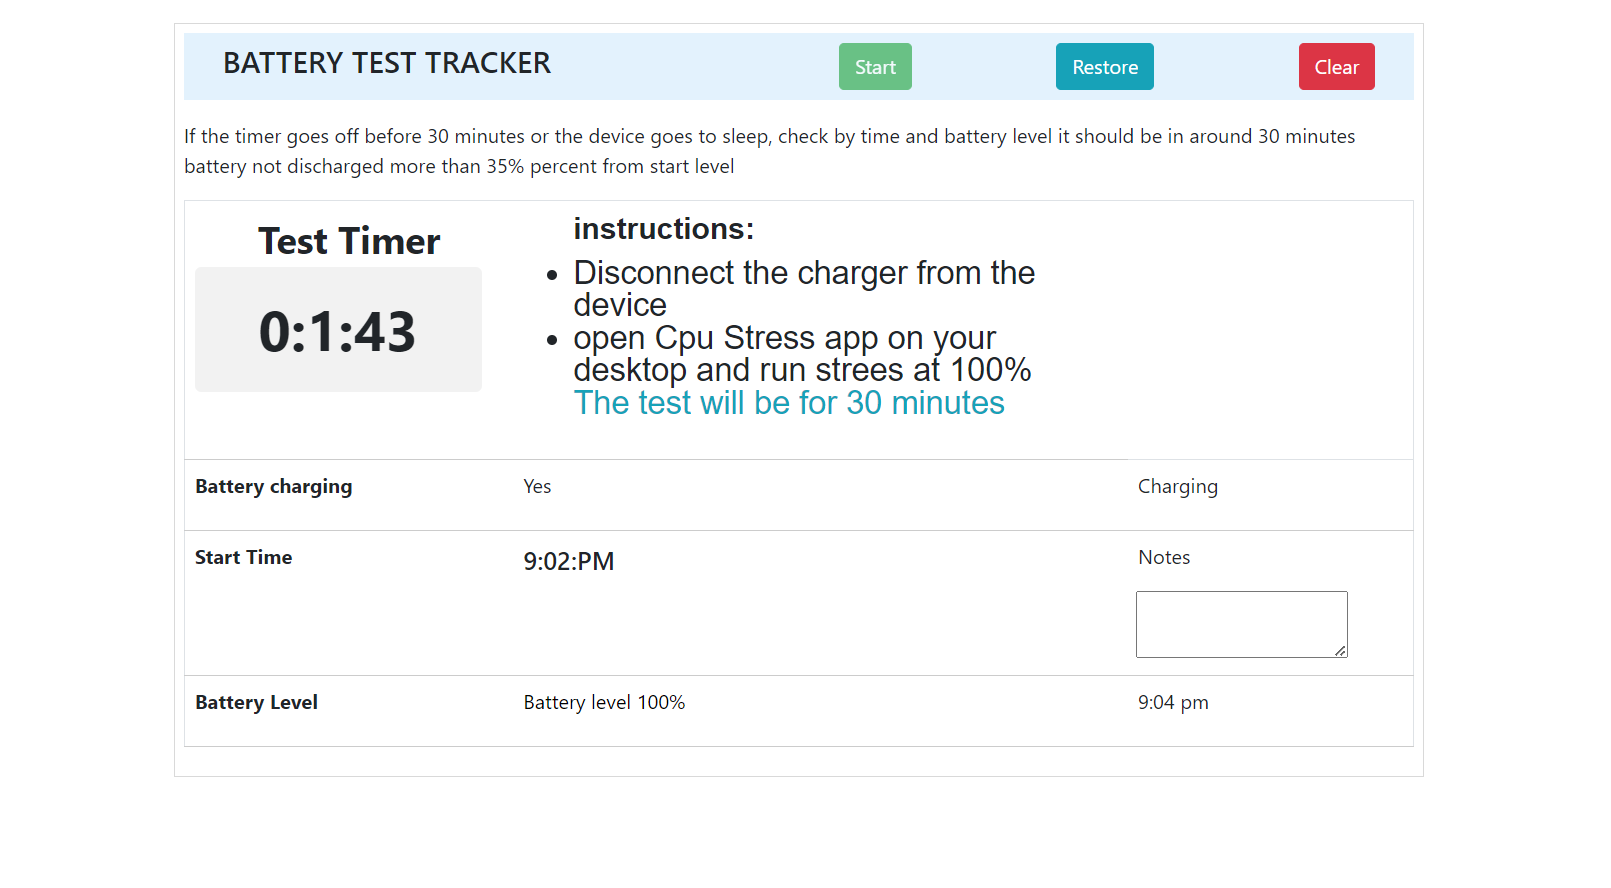 BATTERY TEST TRACKER
Start
Restore
Clear
If the timer goes off before 30 minutes or the device goes to sleep, check by time and battery level it should be in around 30 minutes
battery not discharged more than 35% percent from start level
Test Timer
0:1:43
instructions:
Disconnect the charger from the
device
open Cpu Stress app on your
desktop and run strees at 100%
The test will be for 30 minutes
Battery charging
Yes
Charging
Start Time
9:02:PM
Notes
Battery Level
Battery level 100%
9:04 pm